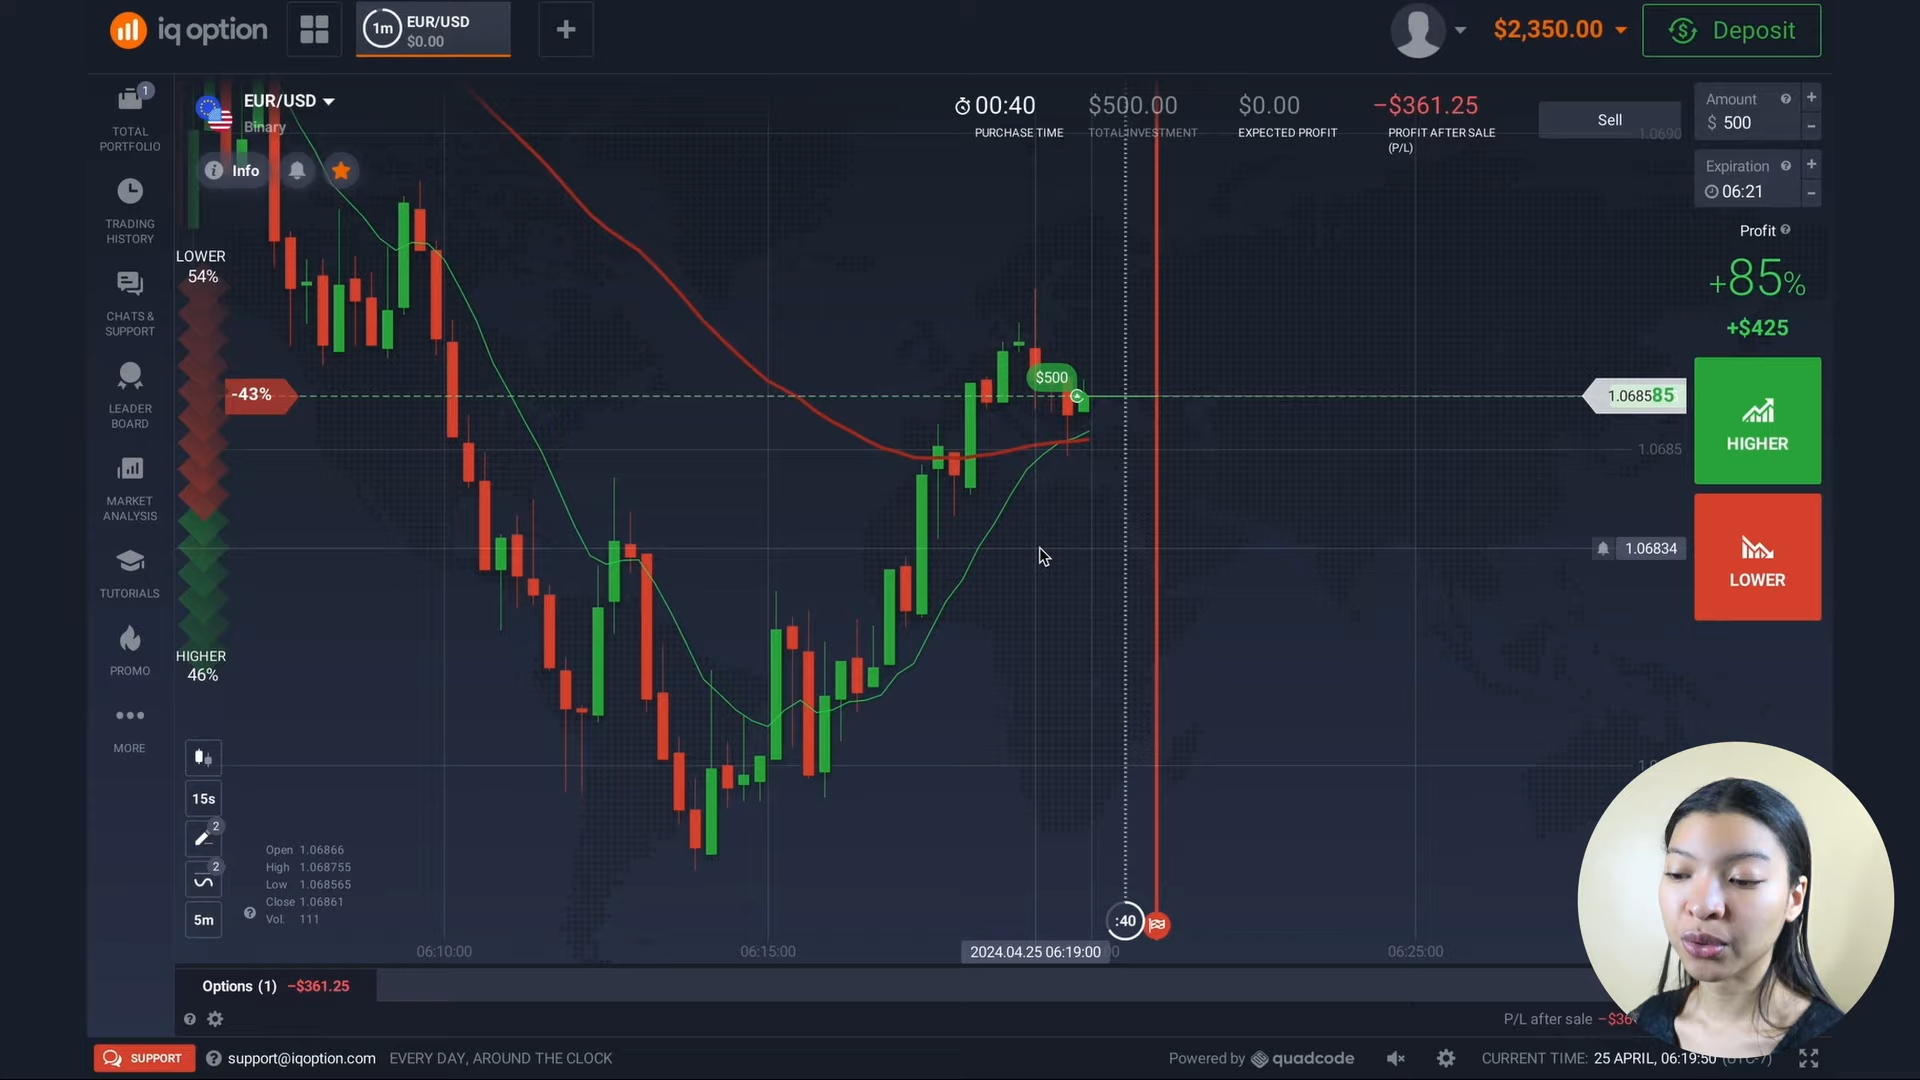 iq option
1m
EUR/USD
$0.00
+
$2,350.00
Deposit
1
TOTAL
PORTFOLIO
TRADING
HISTORY
CHATS &
SUPPORT
LEADER
BOARD
MARKET
ANALYSIS
TUTORIALS
PROMO
MORE
EUR/USD
Binary
Info
00:40
PURCHASE TIME
$500.00
TOTAL INVESTMENT
$0.00
EXPECTED PROFIT
−$361.25
PROFIT AFTER SALE
(P/L)
Sell
1.0690
Amount
$ 500
+
-
Expiration
06:21
+
-
Profit
+85%
+$425
HIGHER
LOWER
LOWER
54%
-43%
HIGHER
46%
$500
1.068585
1.0685
1.06834
15s
2
2
5m
Open 1.06866
High 1.068755
Low 1.068565
Close 1.06861
Vol. 111
:40
06:10:00
06:15:00
2024.04.25 06:19:00
06:25:00
Options (1) −$361.25
P/L after sale
SUPPORT
support@iqoption.com
EVERY DAY, AROUND THE CLOCK
Powered by quadcode
CURRENT TIME: 25 APRIL, 06:19:50 (UTC-7)